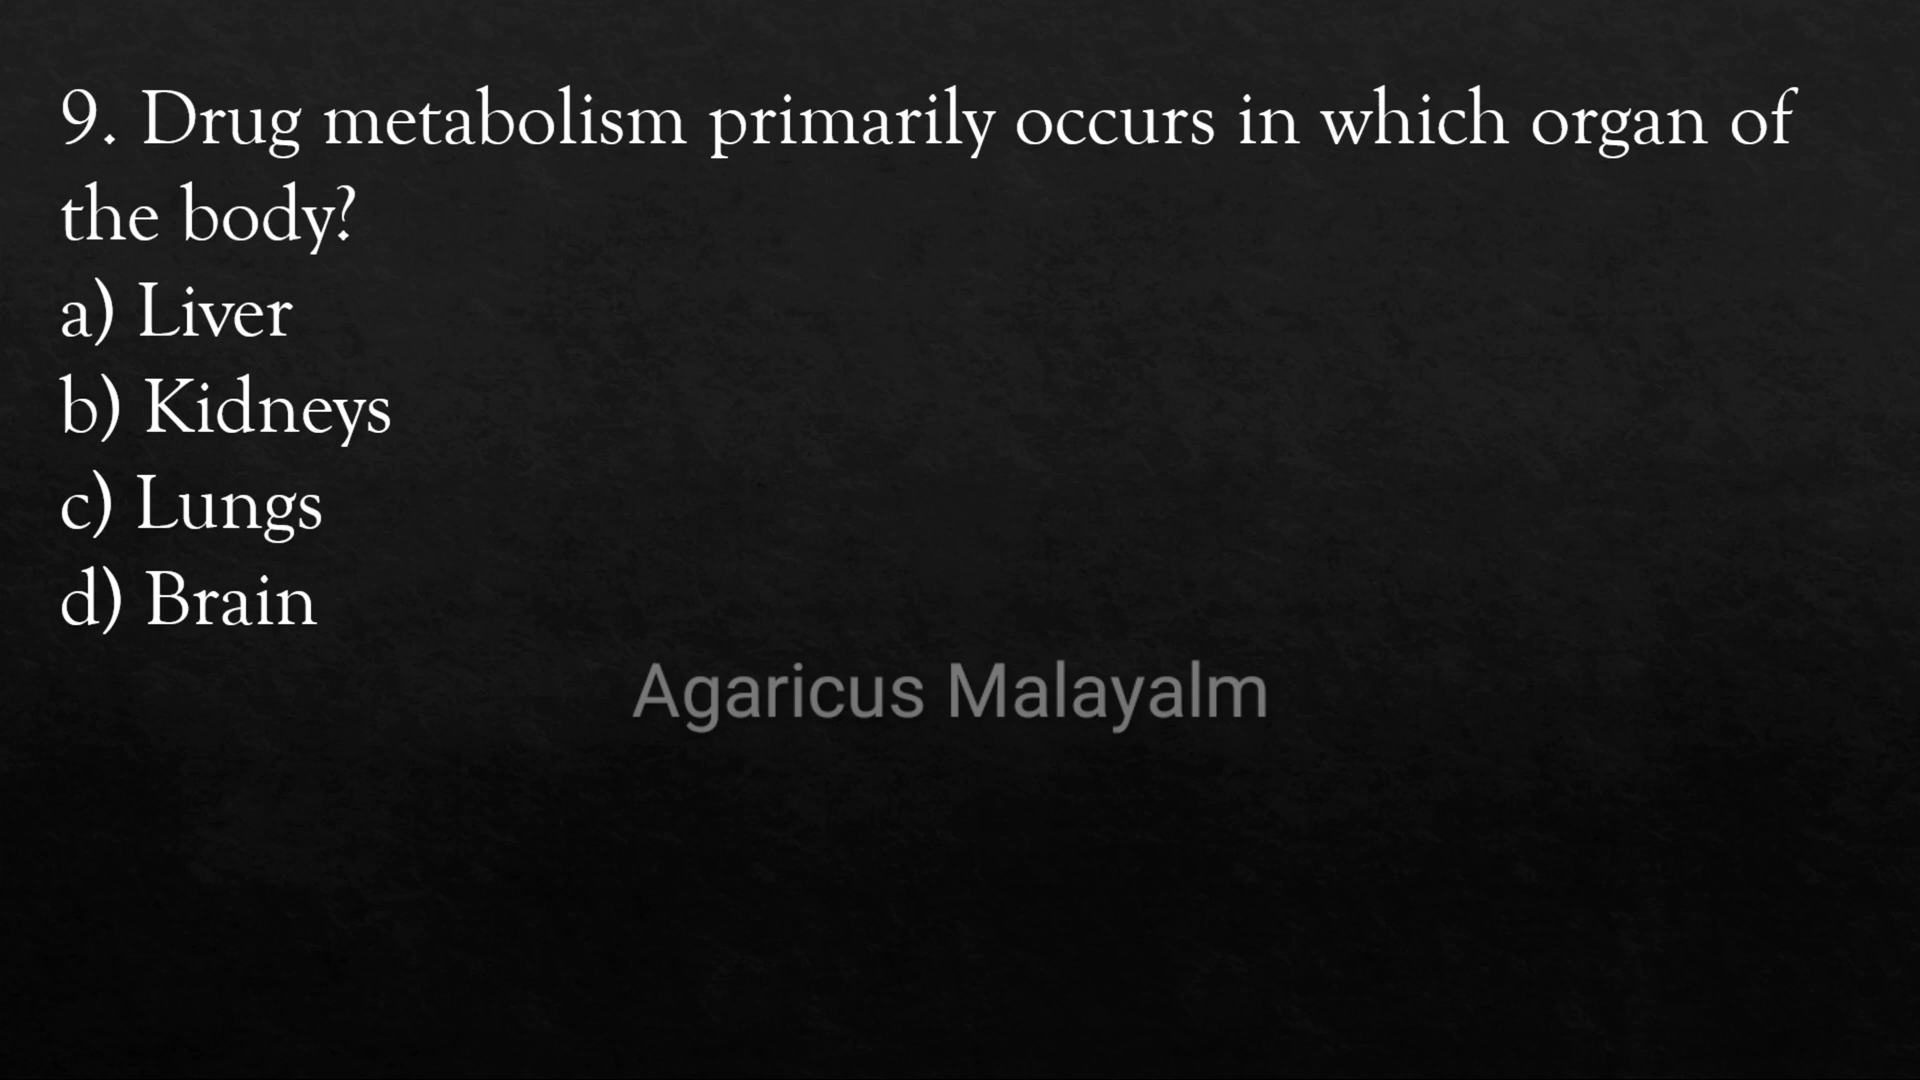 9. Drug metabolism primarily occurs in which organ of
the body?
a) Liver
b) Kidneys
c) Lungs
d) Brain
Agaricus Malayalm